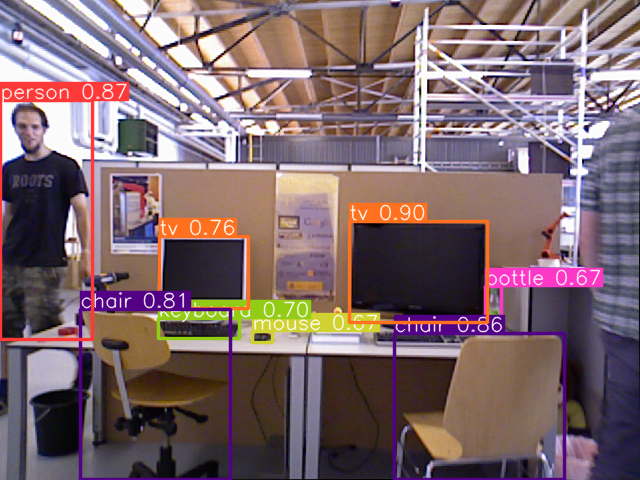 person 0.87
ROOTS
tv 0.76
tv 0.90
bottle 0.67
chair 0.81
keyboard 0.70
mouse 0.67
chair 0.86